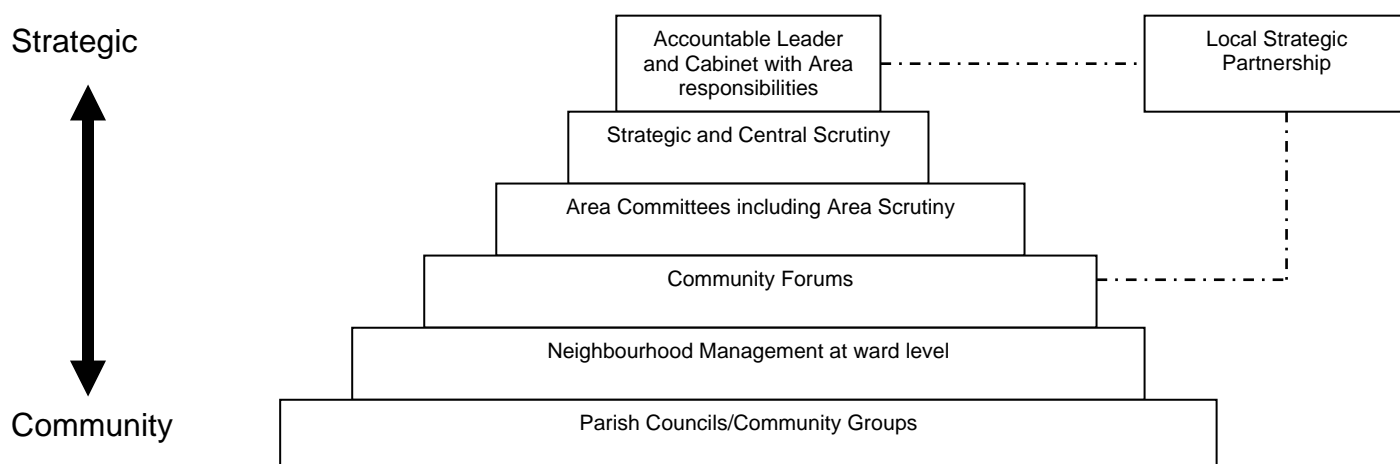 Strategic
Accountable Leader
and Cabinet with Area
responsibilities
Local Strategic
Partnership
Strategic and Central Scrutiny
Area Committees including Area Scrutiny
Community Forums
Neighbourhood Management at ward level
Community
Parish Councils/Community Groups